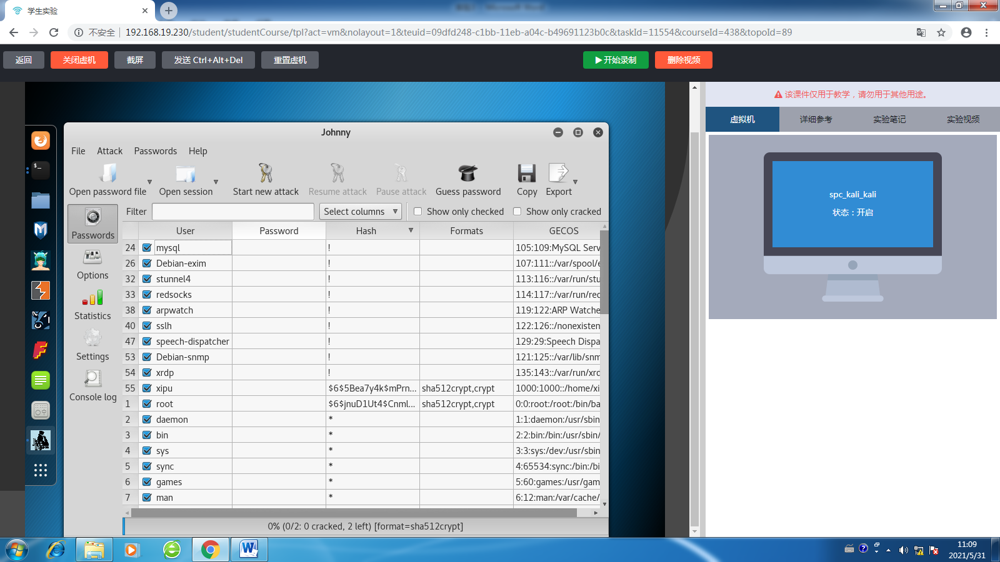 学生实验
不安全 192.168.19.230/student/studentCourse/tpl?act=vm&nolayout=1&teuid=09dfd248-c1bb-11eb-a04c-b49691123b0c&taskId=11554&courseId=438&topoId=89
返回 关闭虚机 截屏 发送 Ctrl+Alt+Del 重置虚机 开始录制 删除视频
该课件仅用于教学，请勿用于其他用途。
虚拟机 详细参考 实验笔记 实验视频
spc_kali_kali
状态：开启
Johnny
File Attack Passwords Help
Open password file Open session Start new attack Resume attack Pause attack Guess password Copy Export
Filter Select columns Show only checked Show only cracked
Passwords
Options
Statistics
Settings
Console log
User Password Hash Formats GECOS
24 mysql ! 105:109:MySQL Serv
26 Debian-exim ! 107:111::/var/spool/e
32 stunnel4 ! 113:116::/var/run/stu
33 redsocks ! 114:117::/var/run/red
38 arpwatch ! 119:122:ARP Watche
40 sslh ! 122:126::/nonexisten
47 speech-dispatcher ! 129:29:Speech Dispa
53 Debian-snmp ! 121:125::/var/lib/snm
54 xrdp ! 135:143::/var/run/xrd
55 xipu $6$5Bea7y4k$mPrn... sha512crypt,crypt 1000:1000::/home/xi
1 root $6$jnuD1Ut4$Cnml... sha512crypt,crypt 0:0:root:/root:/bin/ba
2 daemon * 1:1:daemon:/usr/sbin
3 bin * 2:2:bin:/bin:/usr/sbin/
4 sys * 3:3:sys:/dev:/usr/sbin
5 sync * 4:65534:sync:/bin:/bi
6 games * 5:60:games:/usr/gam
7 man * 6:12:man:/var/cache/
0% (0/2: 0 cracked, 2 left) [format=sha512crypt]
11:09
2021/5/31